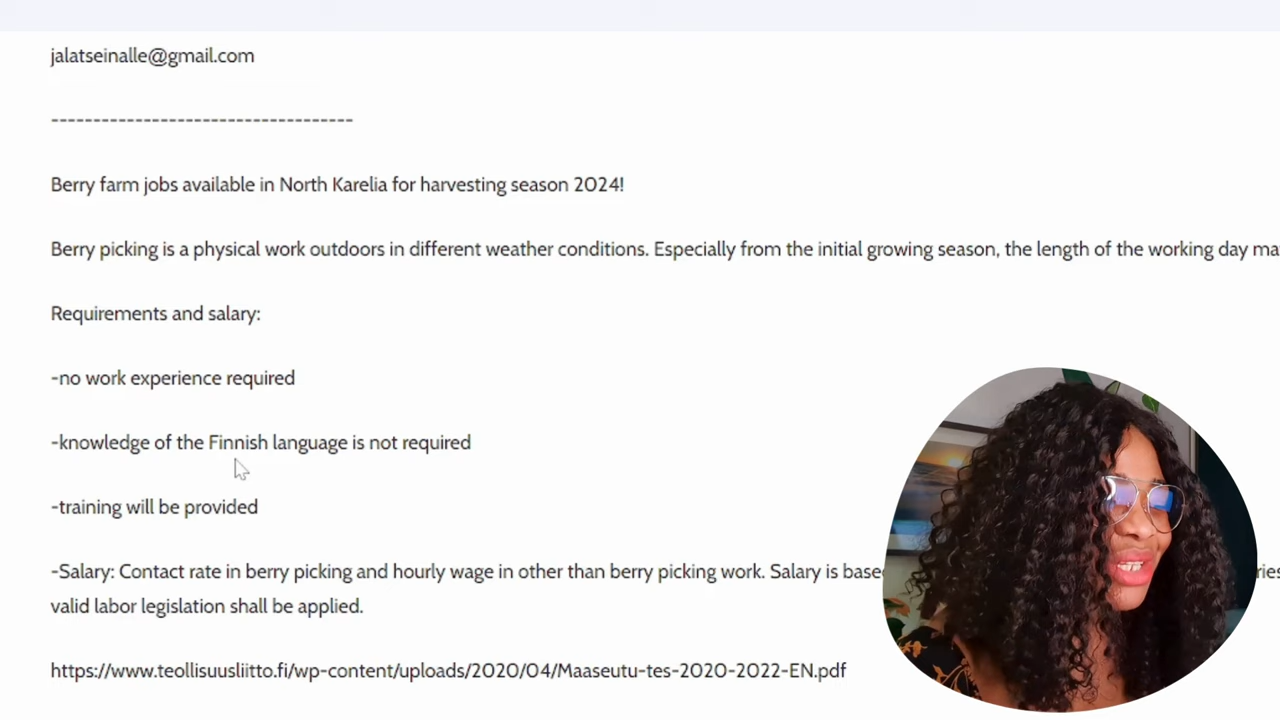 jalatseinalle@gmail.com
------------------------------------
Berry farm jobs available in North Karelia for harvesting season 2024!
Berry picking is a physical work outdoors in different weather conditions. Especially from the initial growing season, the length of the working day
Requirements and salary:
-no work experience required
-knowledge of the Finnish language is not required
-training will be provided
-Salary: Contact rate in berry picking and hourly wage in other than berry picking work. Salary is
valid labor legislation shall be applied.
https://www.teollisuusliitto.fi/wp-content/uploads/2020/04/Maaseutu-tes-2020-2022-EN.pdf